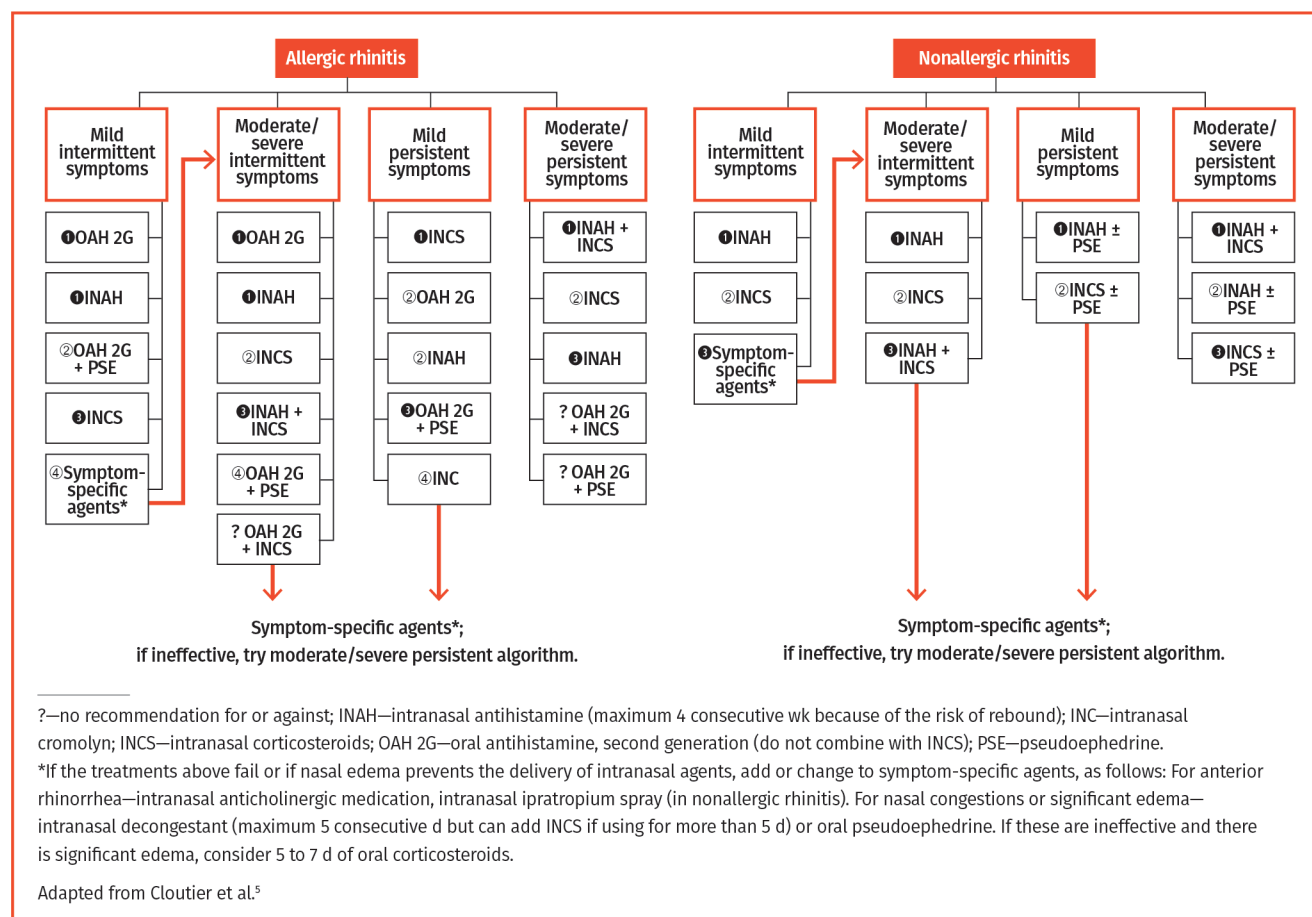 Allergic rhinitis
Mild
intermittent
symptoms
❶OAH 2G
❶INAH
②OAH 2G
+ PSE
❸INCS
④Symptom-
specific
agents*
Moderate/
severe
intermittent
symptoms
❶OAH 2G
❶INAH
②INCS
❸INAH +
INCS
④OAH 2G
+ PSE
? OAH 2G
+ INCS
Mild
persistent
symptoms
❶INCS
②OAH 2G
②INAH
❸OAH 2G
+ PSE
④INC
Moderate/
severe
persistent
symptoms
❶INAH +
INCS
②INCS
❸INAH
? OAH 2G
+ INCS
? OAH 2G
+ PSE
Symptom-specific agents*;
if ineffective, try moderate/severe persistent algorithm.
Nonallergic rhinitis
Mild
intermittent
symptoms
❶INAH
②INCS
❸Symptom-
specific
agents*
Moderate/
severe
intermittent
symptoms
❶INAH
②INCS
❸INAH +
INCS
Mild
persistent
symptoms
❶INAH ±
PSE
②INCS ±
PSE
Moderate/
severe
persistent
symptoms
❶INAH +
INCS
②INAH ±
PSE
❸INCS ±
PSE
Symptom-specific agents*;
if ineffective, try moderate/severe persistent algorithm.
?—no recommendation for or against; INAH—intranasal antihistamine (maximum 4 consecutive wk because of the risk of rebound); INC—intranasal
cromolyn; INCS—intranasal corticosteroids; OAH 2G—oral antihistamine, second generation (do not combine with INCS); PSE—pseudoephedrine.
*If the treatments above fail or if nasal edema prevents the delivery of intranasal agents, add or change to symptom-specific agents, as follows: For anterior
rhinorrhea—intranasal anticholinergic medication, intranasal ipratropium spray (in nonallergic rhinitis). For nasal congestions or significant edema—
intranasal decongestant (maximum 5 consecutive d but can add INCS if using for more than 5 d) or oral pseudoephedrine. If these are ineffective and there
is significant edema, consider 5 to 7 d of oral corticosteroids.
Adapted from Cloutier et al.⁵